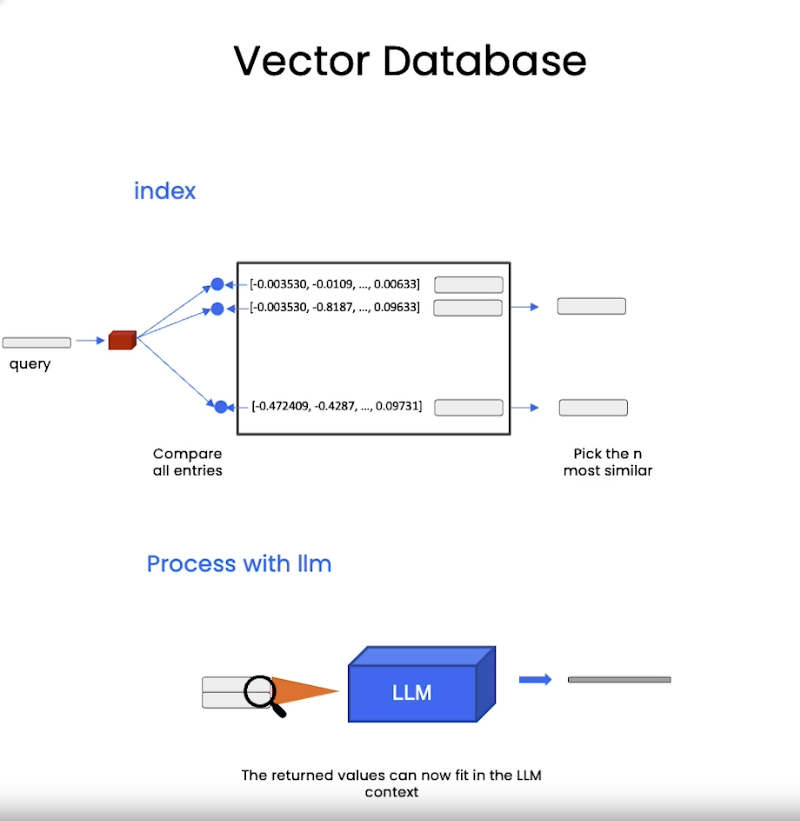 Vector Database
index
[-0.003530, -0.0109, ..., 0.00633]
[-0.003530, -0.8187, ..., 0.09633]
query
[-0.472409, -0.4287, ..., 0.09731]
Compare
all entries
Pick the n
most similar
Process with llm
LLM
The returned values can now fit in the LLM
context